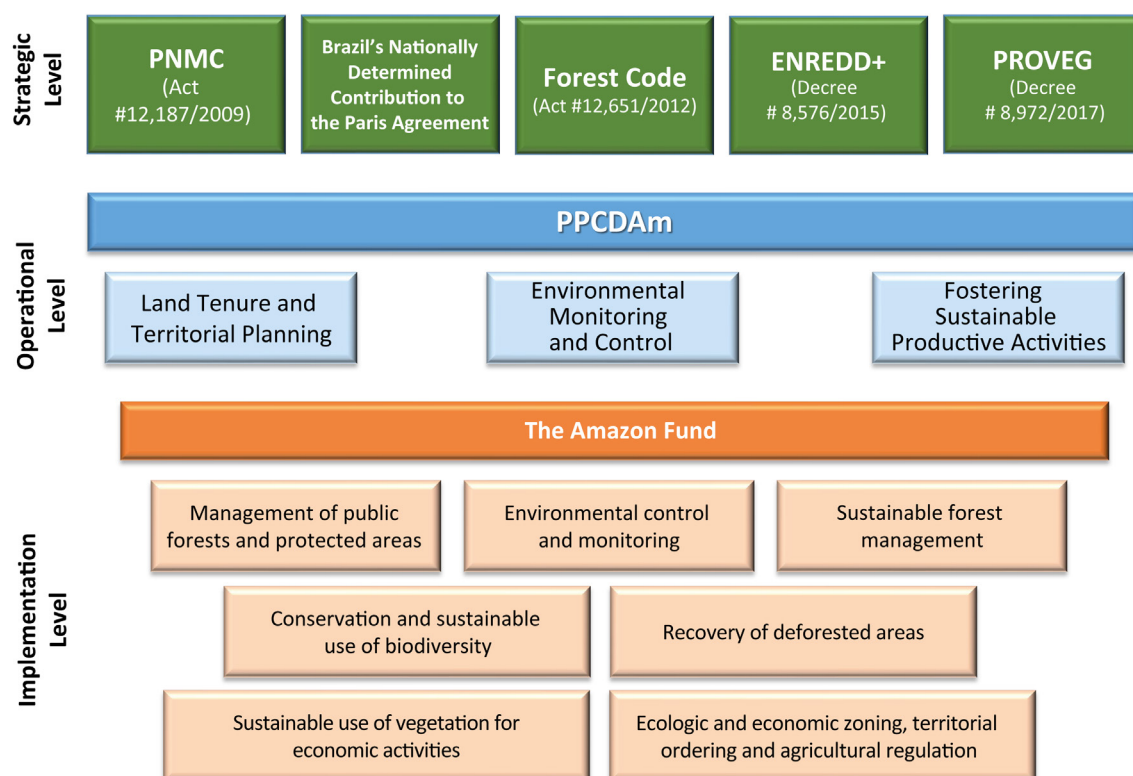 Strategic
Level
PNMC
(Act
#12,187/2009)
Brazil's Nationally
Determined
Contribution to
the Paris Agreement
Forest Code
(Act #12,651/2012)
ENREDD+
(Decree
# 8,576/2015)
PROVEG
(Decree
# 8,972/2017)
Operational
Level
PPCDAm
Land Tenure and
Territorial Planning
Environmental
Monitoring
and Control
Fostering
Sustainable
Productive Activities
Implementation
Level
The Amazon Fund
Management of public
forests and protected areas
Environmental control
and monitoring
Sustainable forest
management
Conservation and sustainable
use of biodiversity
Recovery of deforested areas
Sustainable use of vegetation for
economic activities
Ecologic and economic zoning, territorial
ordering and agricultural regulation